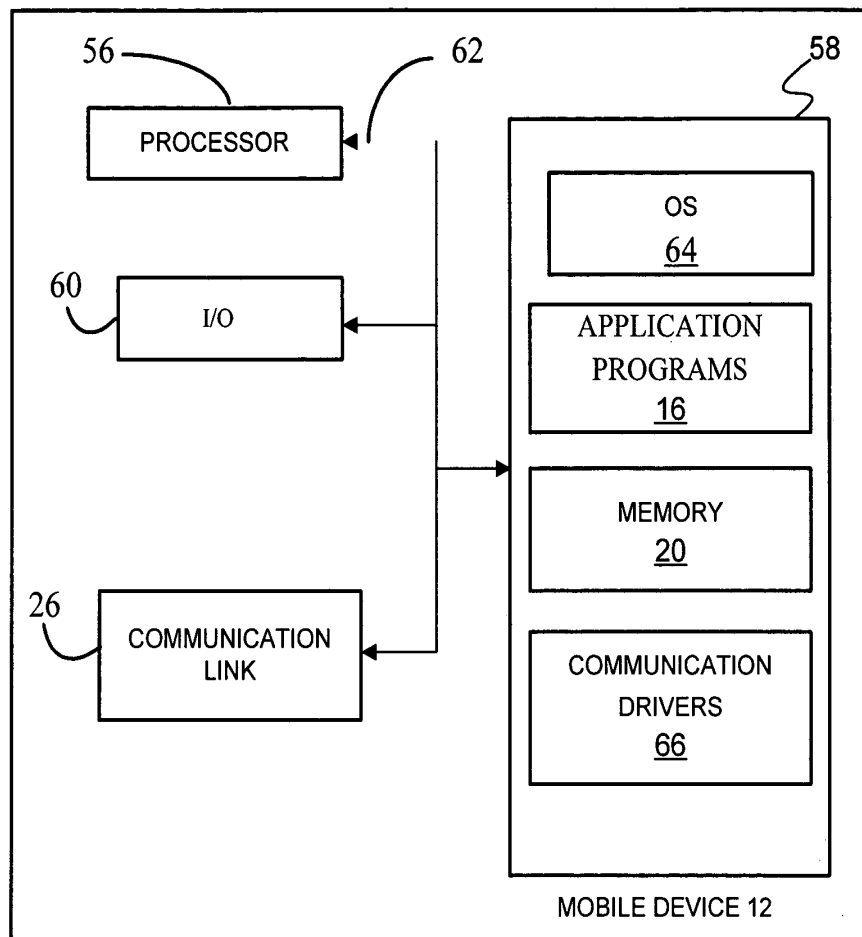 56
62
58
PROCESSOR
OS
64
60
I/O
APPLICATION
PROGRAMS
16
MEMORY
20
26
COMMUNICATION
LINK
COMMUNICATION
DRIVERS
66
MOBILE DEVICE 12